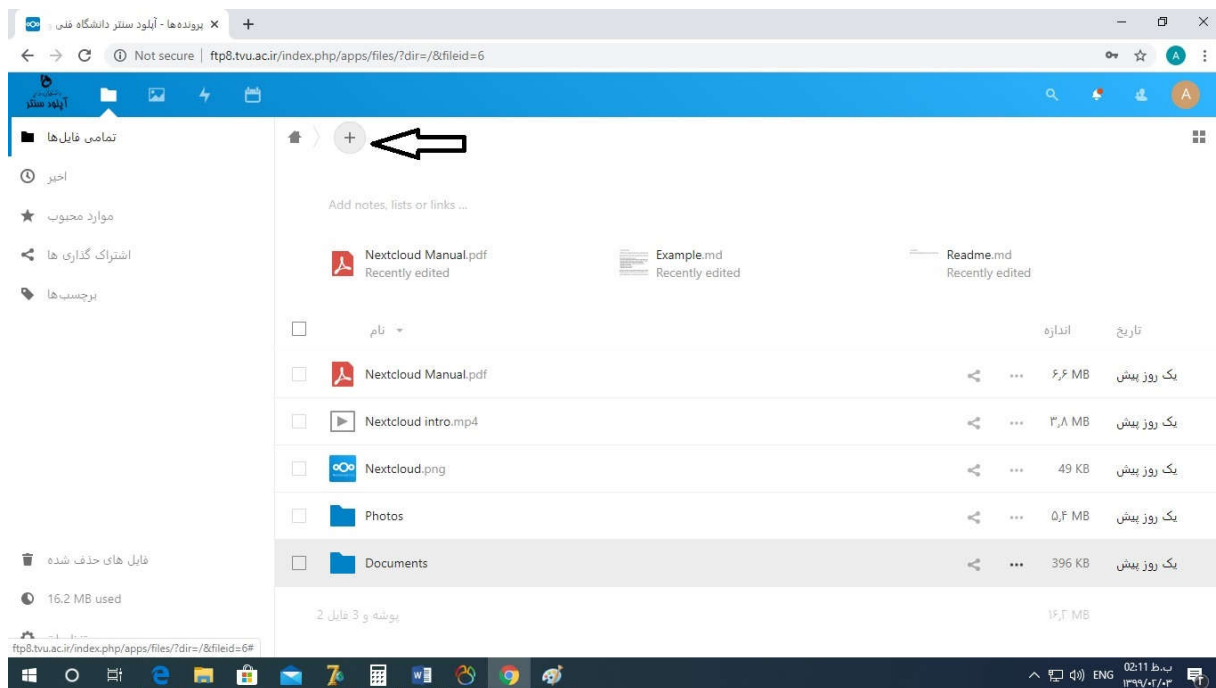 پرونده‌ها - آپلود سنتر دانشگاه فنی و
Not secure | ftp8.tvu.ac.ir/index.php/apps/files/?dir=/&fileid=6
A
آپلود سنتر
A
تمامی فایل‌ها
اخیر
موارد محبوب
اشتراک گذاری ها
برچسب‌ها
Add notes, lists or links ...
Nextcloud Manual.pdf
Recently edited
Example.md
Recently edited
Readme.md
Recently edited
نام
اندازه
تاریخ
Nextcloud Manual.pdf
۶٫۶ MB
یک روز پیش
Nextcloud intro.mp4
۳٫۸ MB
یک روز پیش
Nextcloud.png
49 KB
یک روز پیش
Photos
۵٫۴ MB
یک روز پیش
Documents
396 KB
یک روز پیش
2 پوشه و 3 فایل
۱۶٫۲ MB
فایل های حذف شده
16.2 MB used
ftp8.tvu.ac.ir/index.php/apps/files/?dir=/&fileid=6#
ENG
02:11 ب.ظ
۱۳۹۹/۰۲/۰۳